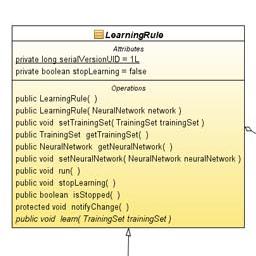 LearningRule
Attributes
private long serialVersionUID = 1L
private boolean stopLearning = false
Operations
public LearningRule( )
public LearningRule( NeuralNetwork network )
public void setTrainingSet( TrainingSet trainingSet )
public TrainingSet getTrainingSet( )
public NeuralNetwork getNeuralNetwork( )
public void setNeuralNetwork( NeuralNetwork neuralNetwork )
public void run( )
public void stopLearning( )
public boolean isStopped( )
protected void notifyChange( )
public void learn( TrainingSet trainingSet )